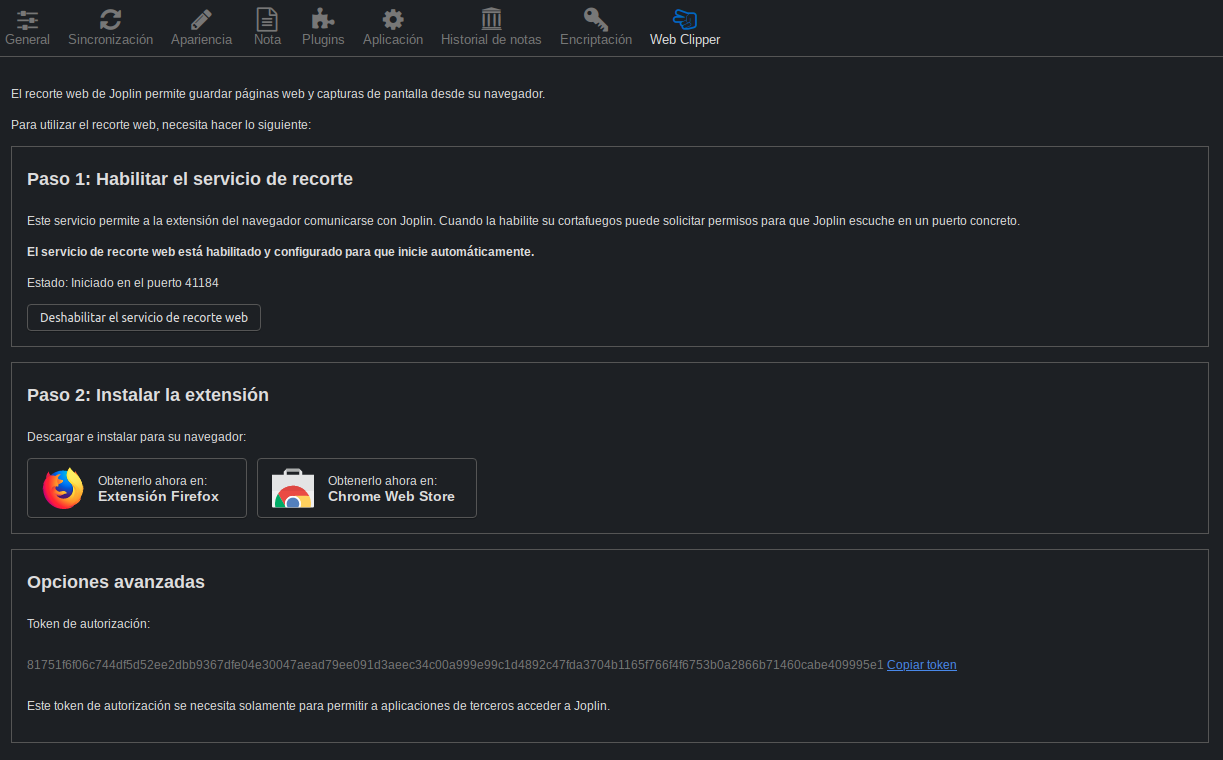 General Sincronización Apariencia Nota Plugins Aplicación Historial de notas Encriptación Web Clipper
El recorte web de Joplin permite guardar páginas web y capturas de pantalla desde su navegador.
Para utilizar el recorte web, necesita hacer lo siguiente:
Paso 1: Habilitar el servicio de recorte
Este servicio permite a la extensión del navegador comunicarse con Joplin. Cuando la habilite su cortafuegos puede solicitar permisos para que Joplin escuche en un puerto concreto.
El servicio de recorte web está habilitado y configurado para que inicie automáticamente.
Estado: Iniciado en el puerto 41184
Deshabilitar el servicio de recorte web
Paso 2: Instalar la extensión
Descargar e instalar para su navegador:
Obtenerlo ahora en:
Extensión Firefox
Obtenerlo ahora en:
Chrome Web Store
Opciones avanzadas
Token de autorización:
81751f6f06c744df5d52ee2dbb9367dfe04e30047aead79ee091d3aeec34c00a999e99c1d4892c47fda3704b1165f766f4f6753b0a2866b71460cabe409995e1 Copiar token
Este token de autorización se necesita solamente para permitir a aplicaciones de terceros acceder a Joplin.